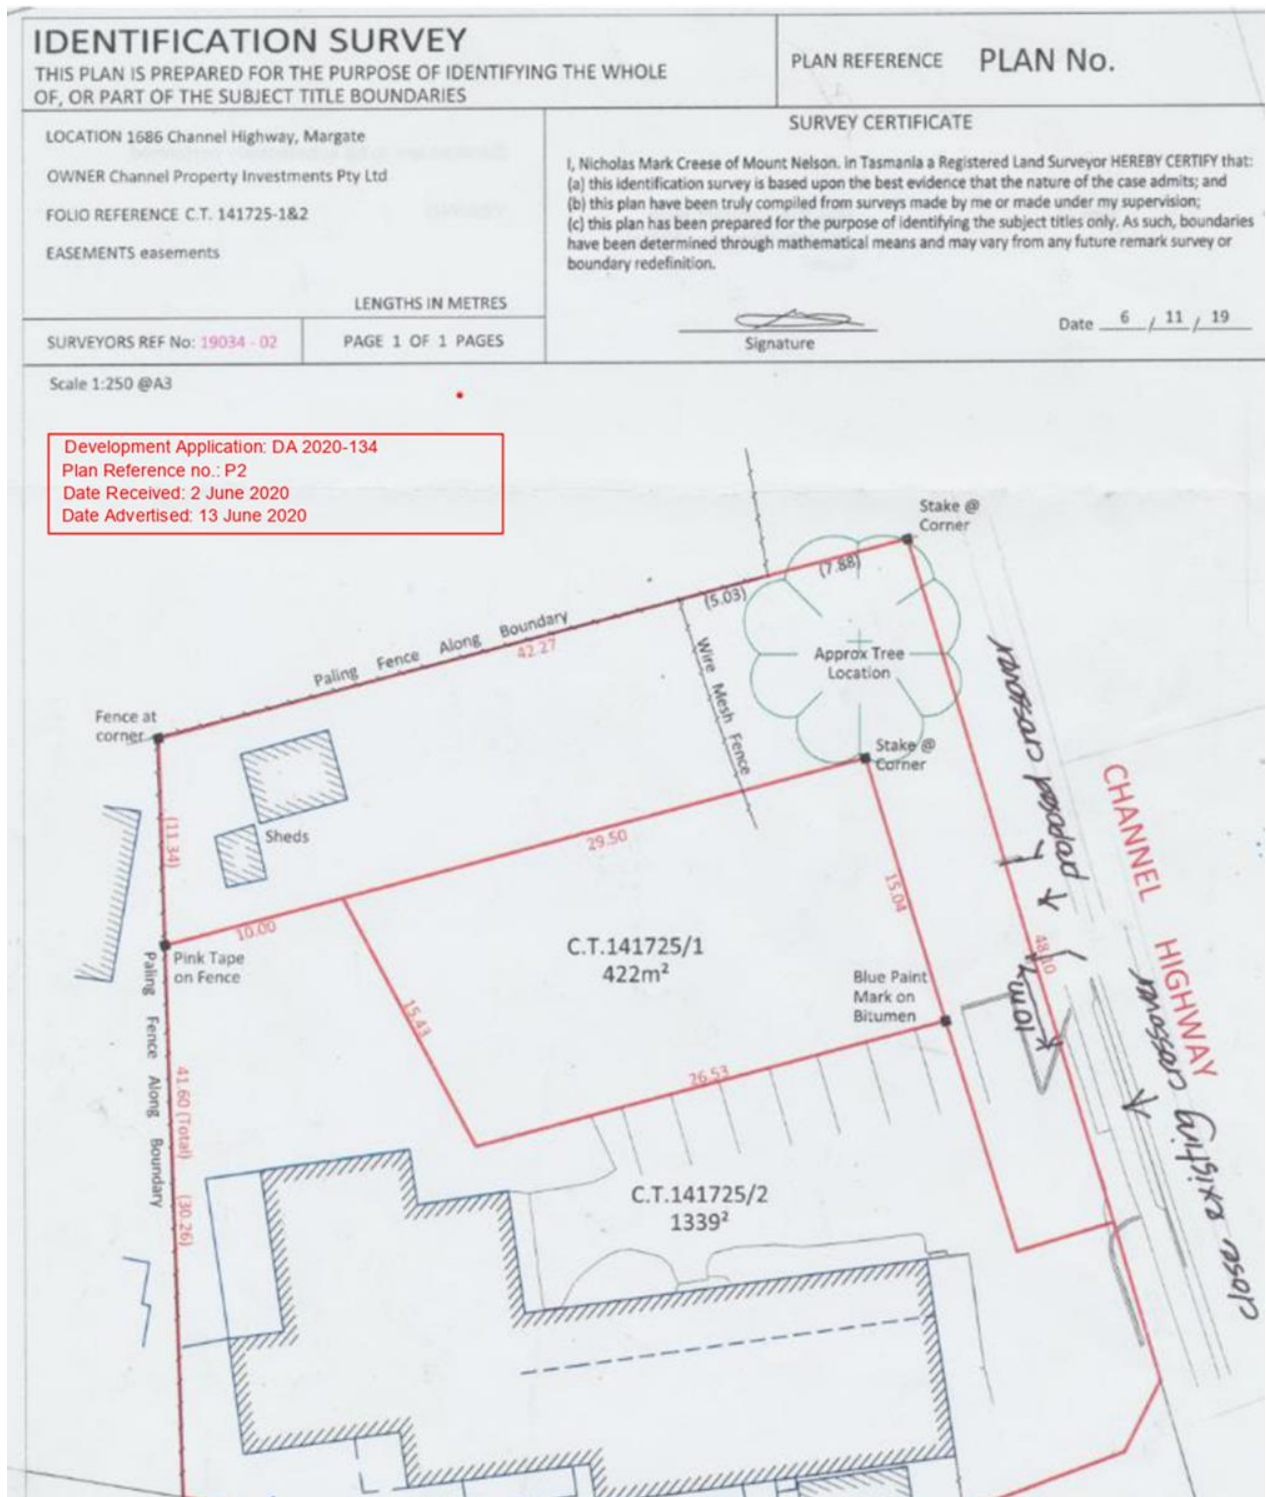 IDENTIFICATION SURVEY
THIS PLAN IS PREPARED FOR THE PURPOSE OF IDENTIFYING THE WHOLE
OF, OR PART OF THE SUBJECT TITLE BOUNDARIES
PLAN REFERENCE PLAN No.
LOCATION 1686 Channel Highway, Margate
OWNER Channel Property Investments Pty Ltd
FOLIO REFERENCE C.T. 141725-1&2
EASEMENTS easements
LENGTHS IN METRES
SURVEYORS REF No: 19034 - 02
PAGE 1 OF 1 PAGES
SURVEY CERTIFICATE
I, Nicholas Mark Creese of Mount Nelson. In Tasmania a Registered Land Surveyor HEREBY CERTIFY that:
(a) this identification survey is based upon the best evidence that the nature of the case admits; and
(b) this plan have been truly compiled from surveys made by me or made under my supervision;
(c) this plan has been prepared for the purpose of identifying the subject titles only. As such, boundaries
have been determined through mathematical means and may vary from any future remark survey or
boundary redefinition.
Signature
Date 6 / 11 / 19
Scale 1:250 @A3
Development Application: DA 2020-134
Plan Reference no.: P2
Date Received: 2 June 2020
Date Advertised: 13 June 2020
Stake @
Corner
(7.88)
(5.03)
Paling Fence Along Boundary
42.27
Wire Mesh Fence
Approx Tree
Location
Fence at
corner
Stake @
Corner
Sheds
(11.34)
29.50
10.00
15.04
Pink Tape
on Fence
C.T.141725/1
422m²
Blue Paint
Mark on
Bitumen
15.43
26.53
48.10
10m
proposed crossover
CHANNEL HIGHWAY
close existing crossover
Paling Fence Along Boundary
41.60 (Total)
(30.26)
C.T.141725/2
1339²